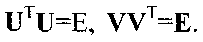 UᵀU=E, VVᵀ=E.